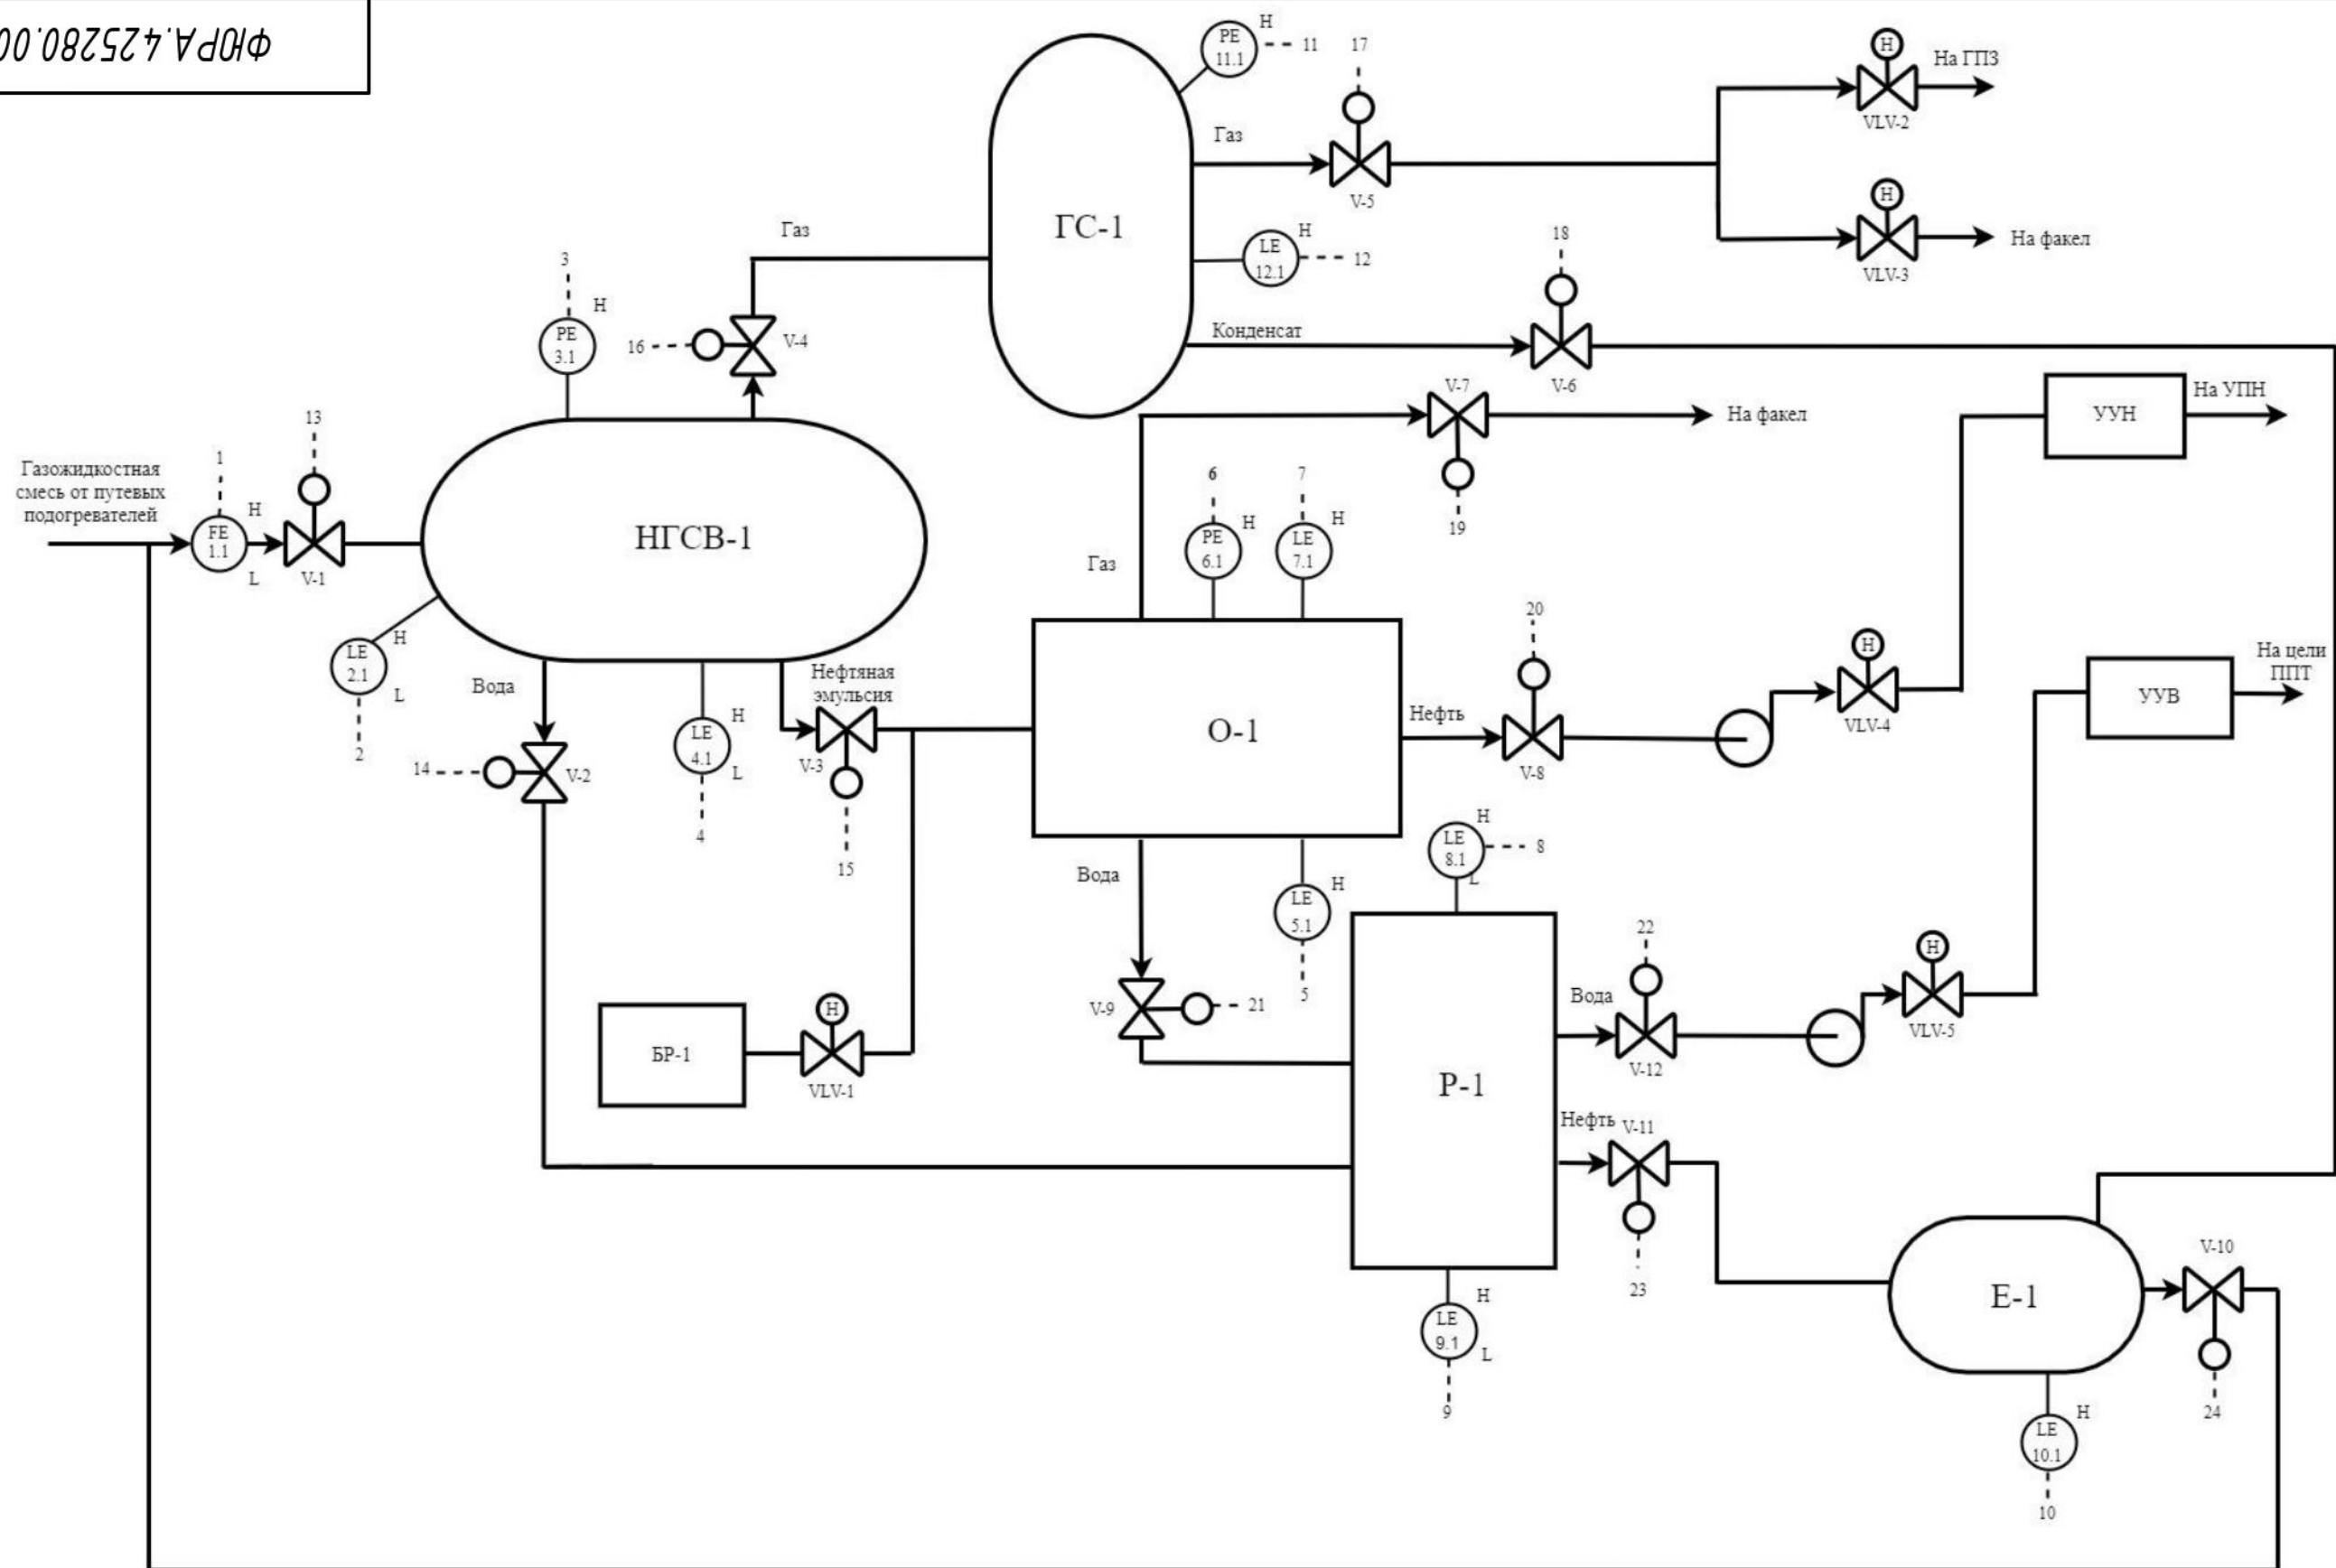 ФЮРА.425280.00
PE
11.1
H
11
17
H
На ГПЗ
VLV-2
Газ
V-5
H
На факел
VLV-3
ГС-1
LE
12.1
H
12
18
Конденсат
V-6
Газ
3
PE
3.1
H
16
V-4
V-7
На факел
19
УУН
На УПН
Газожидкостная
смесь от путевых
подогревателей
1
FE
1.1
H
L
13
V-1
НГСВ-1
LE
2.1
H
L
2
Вода
14
V-2
LE
4.1
H
L
4
Нефтяная
эмульсия
V-3
15
Газ
6
PE
6.1
H
7
LE
7.1
H
О-1
Нефть
20
V-8
H
VLV-4
УУВ
На цели
ППТ
Вода
LE
5.1
H
5
LE
8.1
H
L
8
V-9
21
БР-1
H
VLV-1
Р-1
Вода
22
V-12
H
VLV-5
Нефть
V-11
23
LE
9.1
H
L
9
Е-1
V-10
24
LE
10.1
H
10